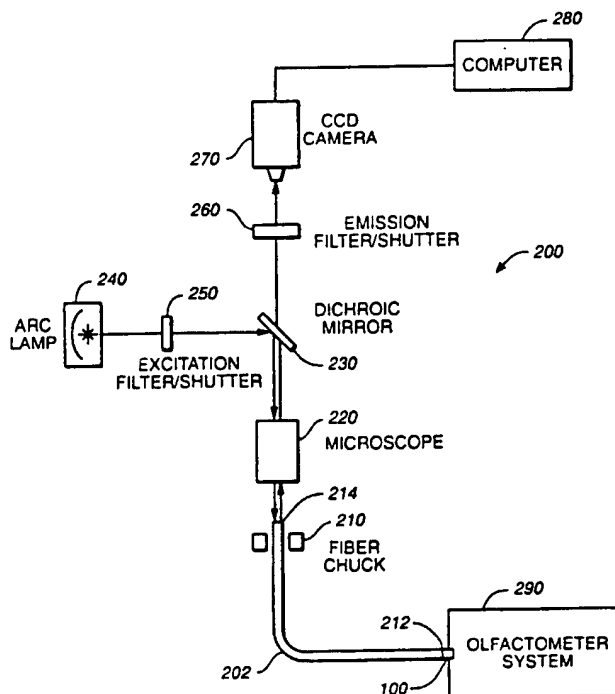 280
COMPUTER
CCD
CAMERA
270
260
EMISSION
FILTER/SHUTTER
200
240
250
DICHROIC
MIRROR
ARC
LAMP
EXCITATION
FILTER/SHUTTER
230
220
MICROSCOPE
214
210
FIBER
CHUCK
290
212
OLFACTOMETER
SYSTEM
202
100